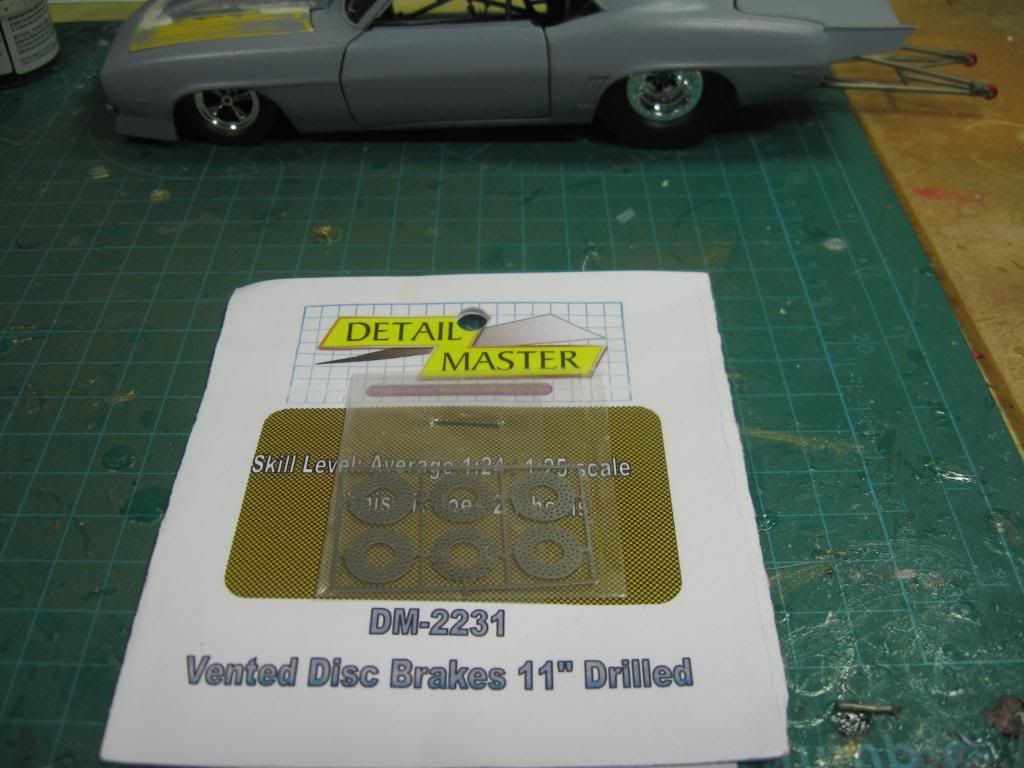 DETAIL
MASTER
Skill Level: Average 1:24 - 1:25 scale
DM-2231
Vented Disc Brakes 11" Drilled